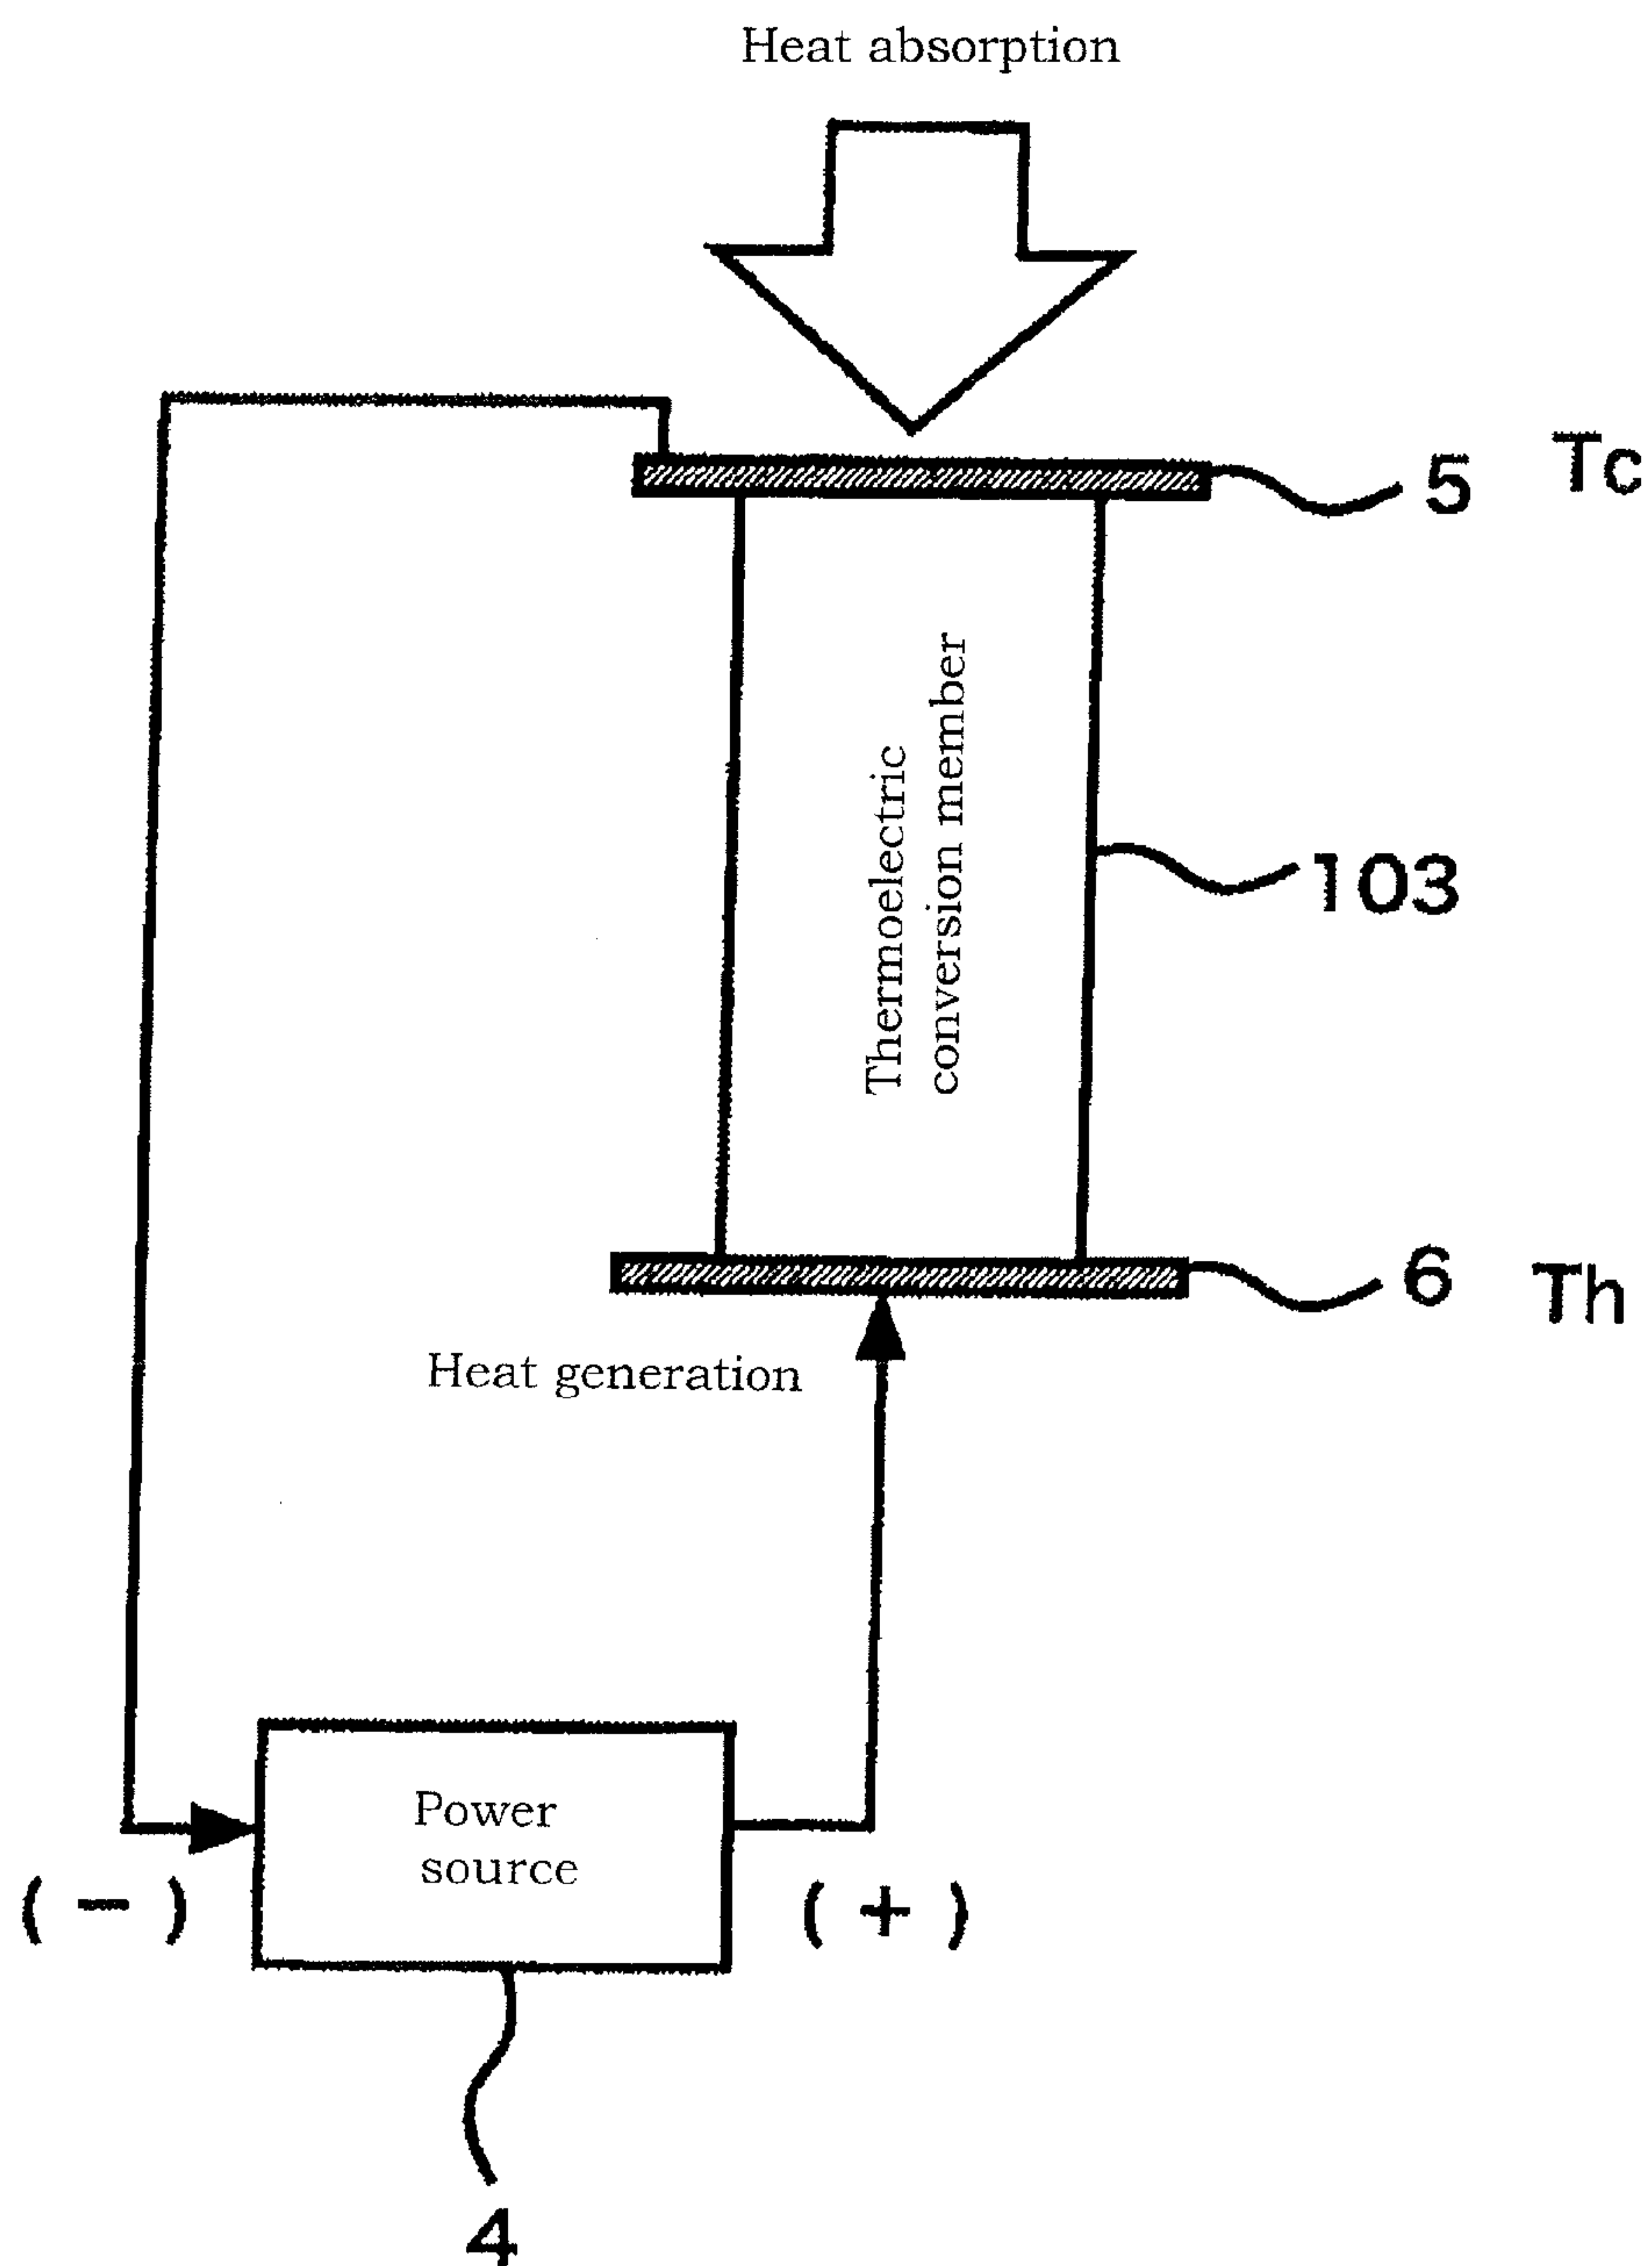 Heat absorption
5 Tc
Thermoelectric
conversion member
103
6 Th
Heat generation
Power
source
(-)
(+)
4